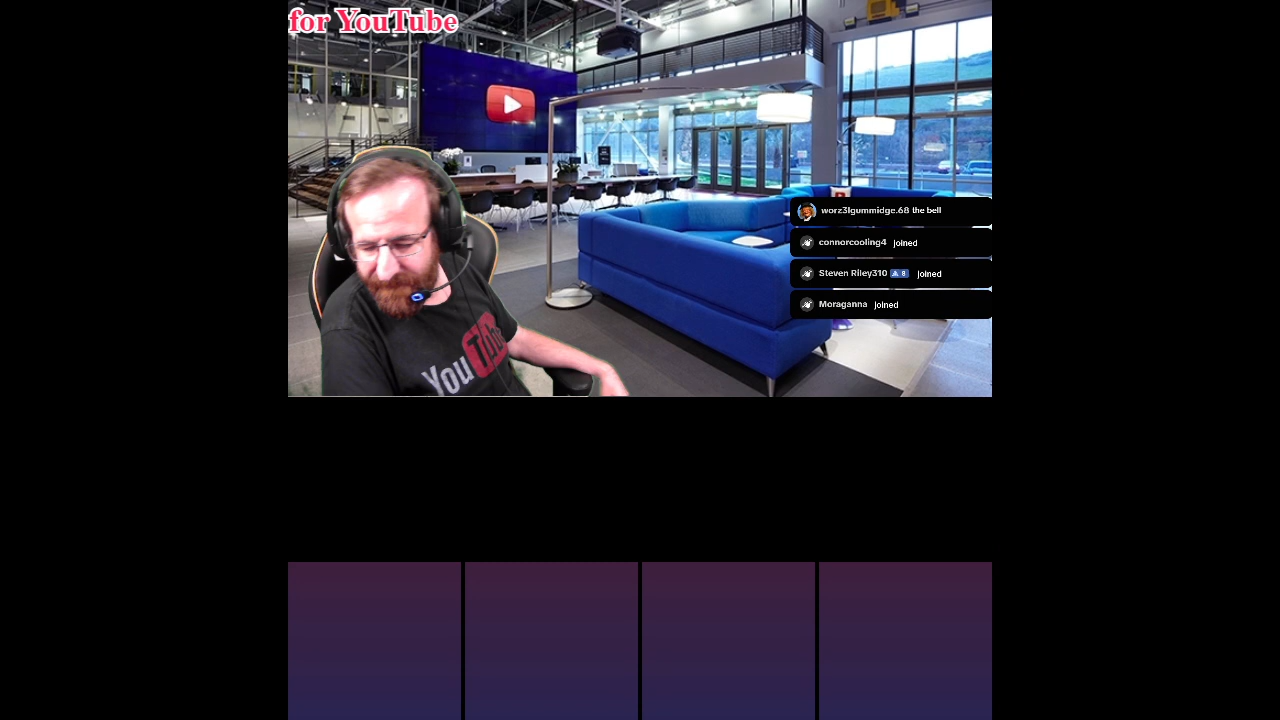 for YouTube
worz3lgummidge.68 the bell
connorcooling4 joined
Steven Riley310 8 joined
Moraganna joined
YouTube